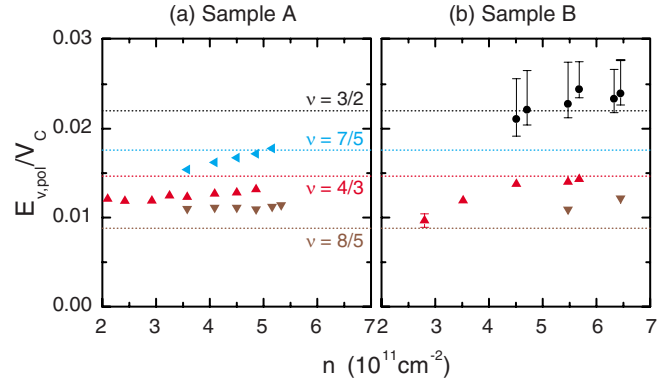 (a) Sample A
(b) Sample B
E_ν,pol/V_C
0.03
0.02
0.01
0.00
ν = 3/2
ν = 7/5
ν = 4/3
ν = 8/5
2 3 4 5 6 7
2 3 4 5 6 7
n (10^11 cm^-2)